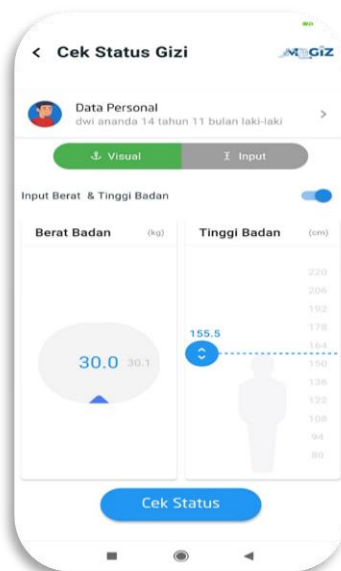 Cek Status Gizi
Data Personal
dwi ananda 14 tahun 11 bulan laki-laki
Visual
Input
Input Berat & Tinggi Badan
Berat Badan (kg)
Tinggi Badan (cm)
220
206
192
178
155.5
164
150
30.0 30.1
136
122
108
94
80
Cek Status